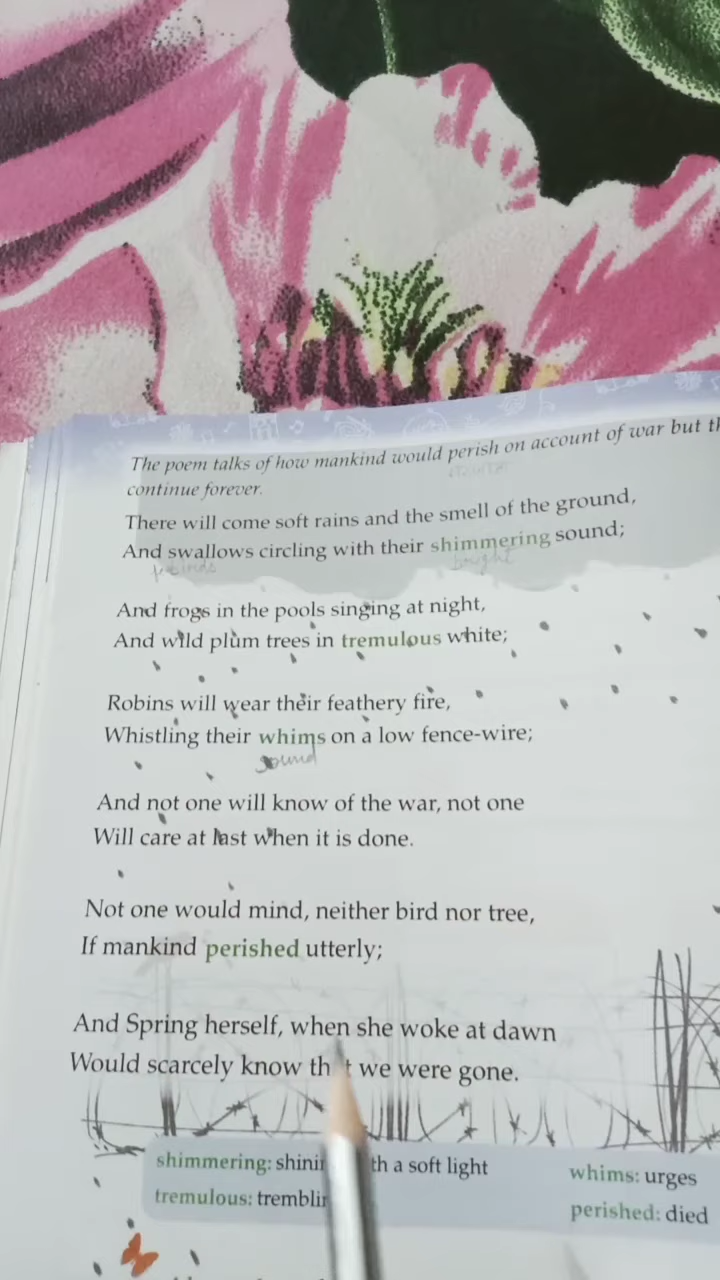 The poem talks of how mankind would perish on account of war but
continue forever.
There will come soft rains and the smell of the ground,
And swallows circling with their shimmering sound;
bright
And frogs in the pools singing at night,
And wild plum trees in tremulous white;
Robins will wear their feathery fire,
Whistling their whims on a low fence-wire;
sound
And not one will know of the war, not one
Will care at last when it is done.
Not one would mind, neither bird nor tree,
If mankind perished utterly;
And Spring herself, when she woke at dawn
Would scarcely know that we were gone.
shimmering: shining with a soft light
tremulous: trembling
whims: urges
perished: died